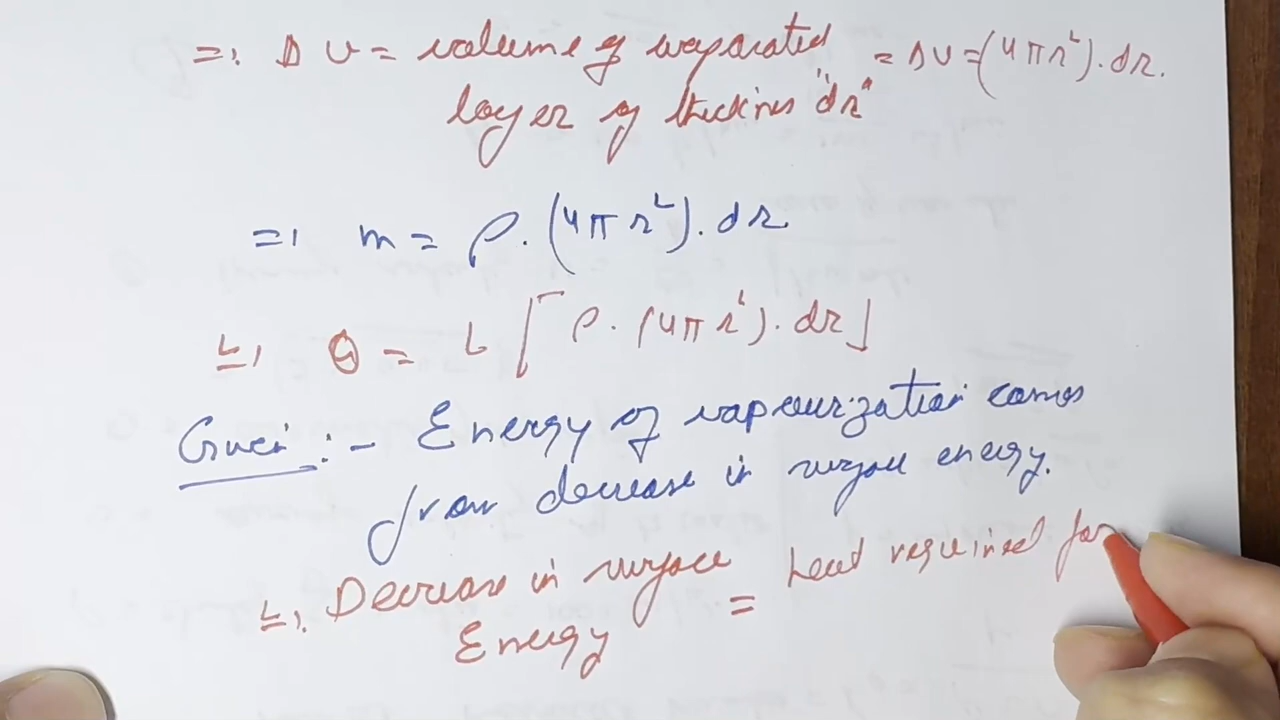 => ΔV = volume of evaporated = ΔV = (4πr²).dr.
layer of thickness "dr"
=> m = ρ.(4πr²).dr
=> Q = L [ρ.(4πr²).dr]
Given :- Energy of vapourization comes
from decrease in surface energy.
=> Decrease in surface = heat required for
Energy